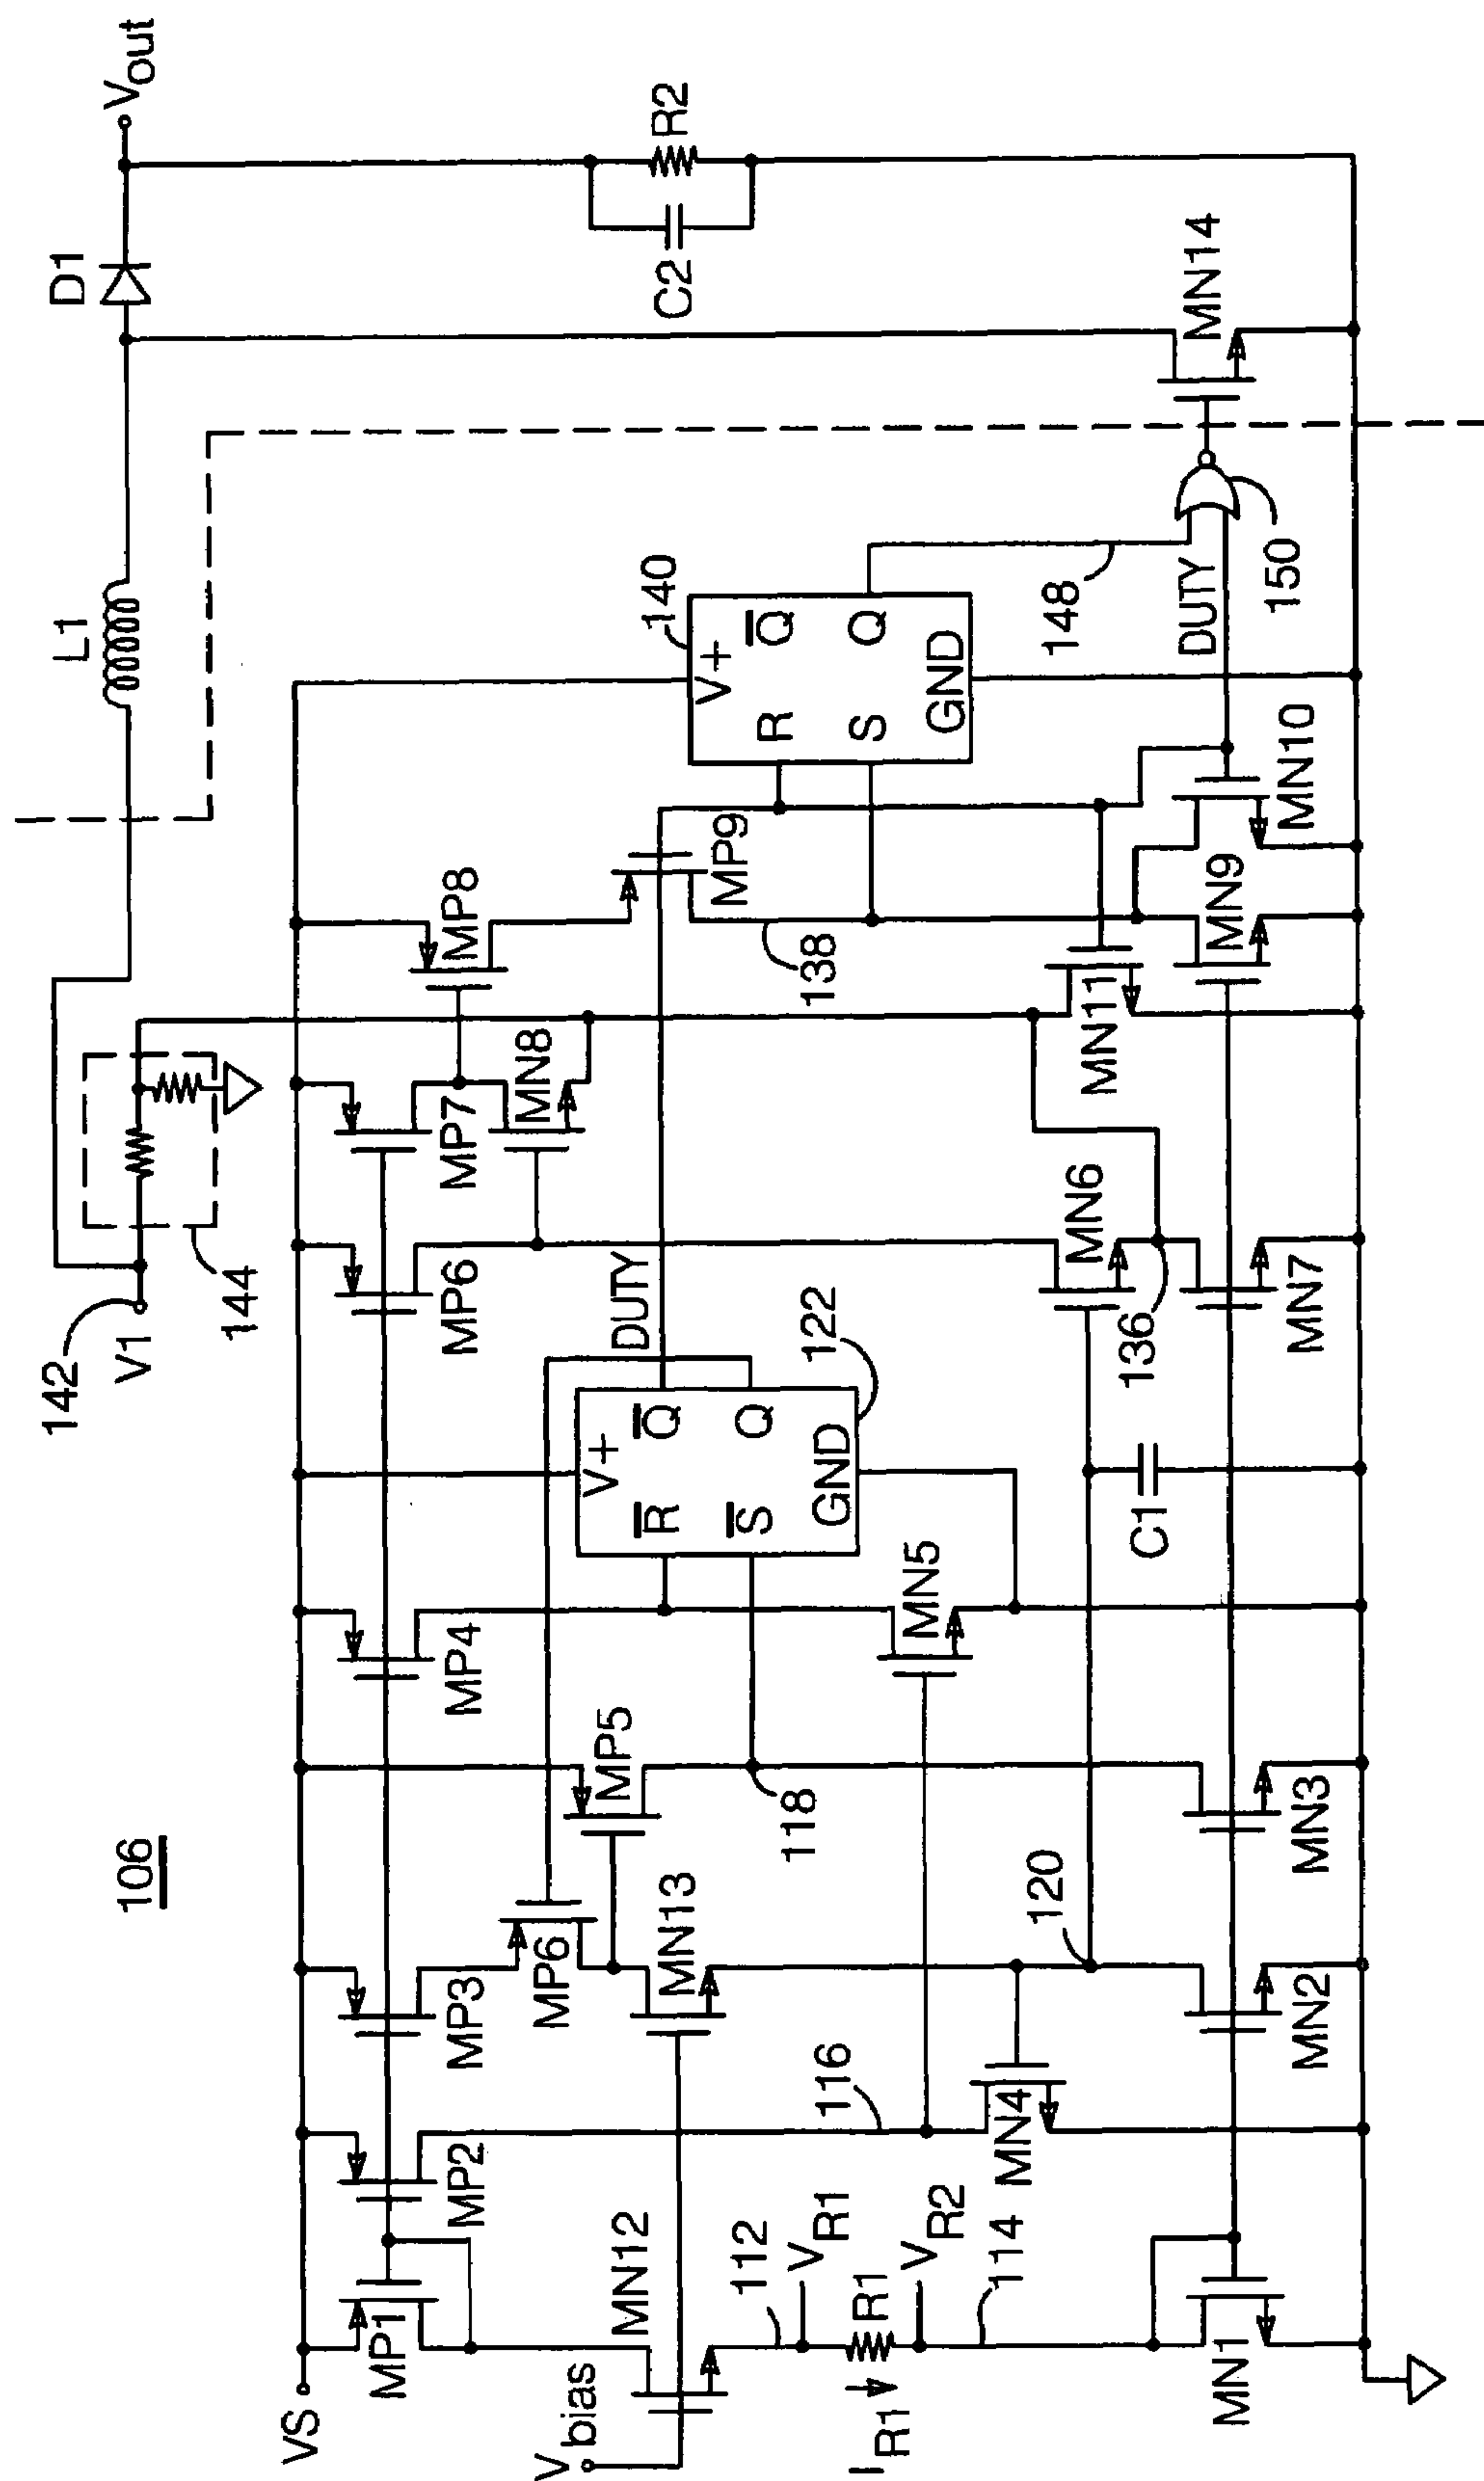 106
VS
MP1
MP2
MP3
MP4
MP5
MP6
MP6
MP7
MP8
MP9
V1
142
144
L1
D1
Vout
R2
C2
Vbias
MN12
MN13
112
VR1
R1
IR1
VR2
114
116
118
120
122
V+
R̅
S̅
Q̅
Q
GND
DUTY
MN8
138
140
V+
R
S
Q̅
Q
GND
148
DUTY
150
MN14
MN1
MN2
MN3
MN4
MN5
C1
MN6
136
MN7
MN11
MN9
MN10